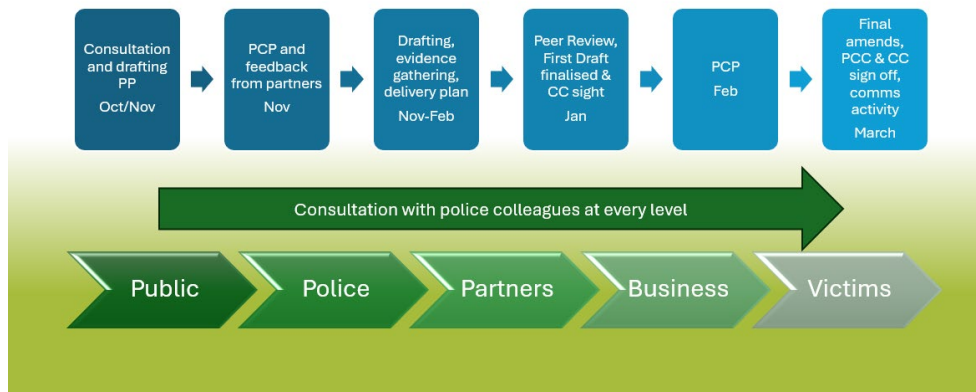 Consultation
and drafting
PP
Oct/Nov
PCP and
feedback
from partners
Nov
Drafting,
evidence
gathering,
delivery plan
Nov-Feb
Peer Review,
First Draft
finalised &
CC sight
Jan
PCP
Feb
Final
amends,
PCC & CC
sign off,
comms
activity
March
Consultation with police colleagues at every level
Public
Police
Partners
Business
Victims